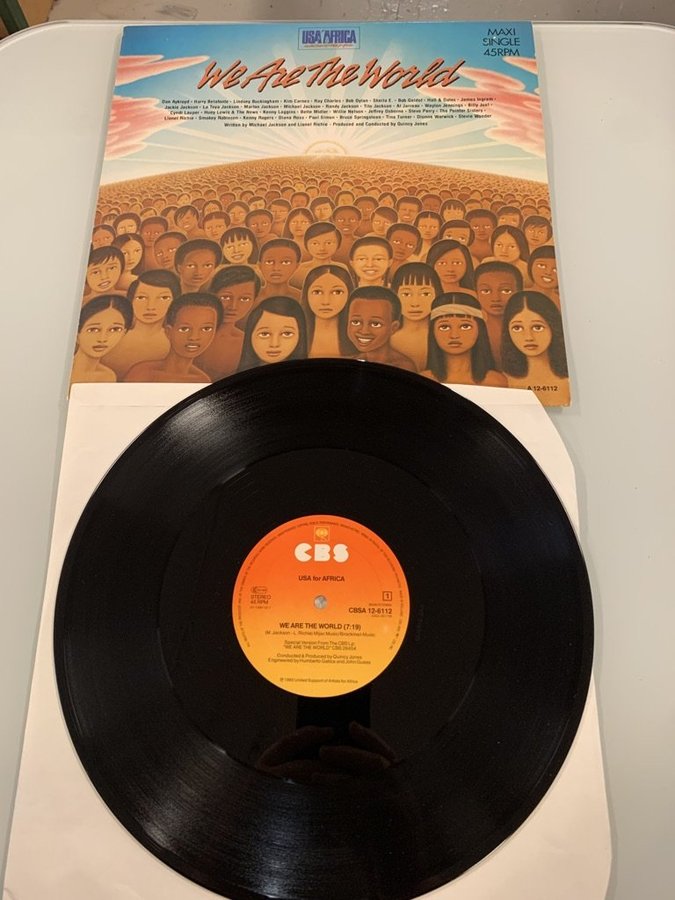 USA for AFRICA
We Are The World
MAXI
SINGLE
45RPM
Dan Aykroyd • Harry Belafonte • Lindsey Buckingham • Kim Carnes • Ray Charles • Bob Dylan • Sheila E. • Bob Geldof • Hall & Oates • James Ingram •
Jackie Jackson • La Toya Jackson • Marlon Jackson • Michael Jackson • Randy Jackson • Tito Jackson • Al Jarreau • Waylon Jennings • Billy Joel •
Cyndi Lauper • Huey Lewis & The News • Kenny Loggins • Bette Midler • Willie Nelson • Jeffrey Osborne • Steve Perry • The Pointer Sisters •
Lionel Richie • Smokey Robinson • Kenny Rogers • Diana Ross • Paul Simon • Bruce Springsteen • Tina Turner • Dionne Warwick • Stevie Wonder
Written by Michael Jackson and Lionel Richie • Produced and Conducted by Quincy Jones
A 12-6112
CBS
USA for AFRICA
STEREO
45 RPM
1
CBSA 12-6112
WE ARE THE WORLD (7:19)
(M. Jackson - L. Richie) Mijac Music/Brockman Music
Special Version From The CBS Lp
"WE ARE THE WORLD" CBS
Conducted & Produced by Quincy Jones
Engineered by Humberto Gatica and John Guess
℗ 1985 United Support of Artists for Africa